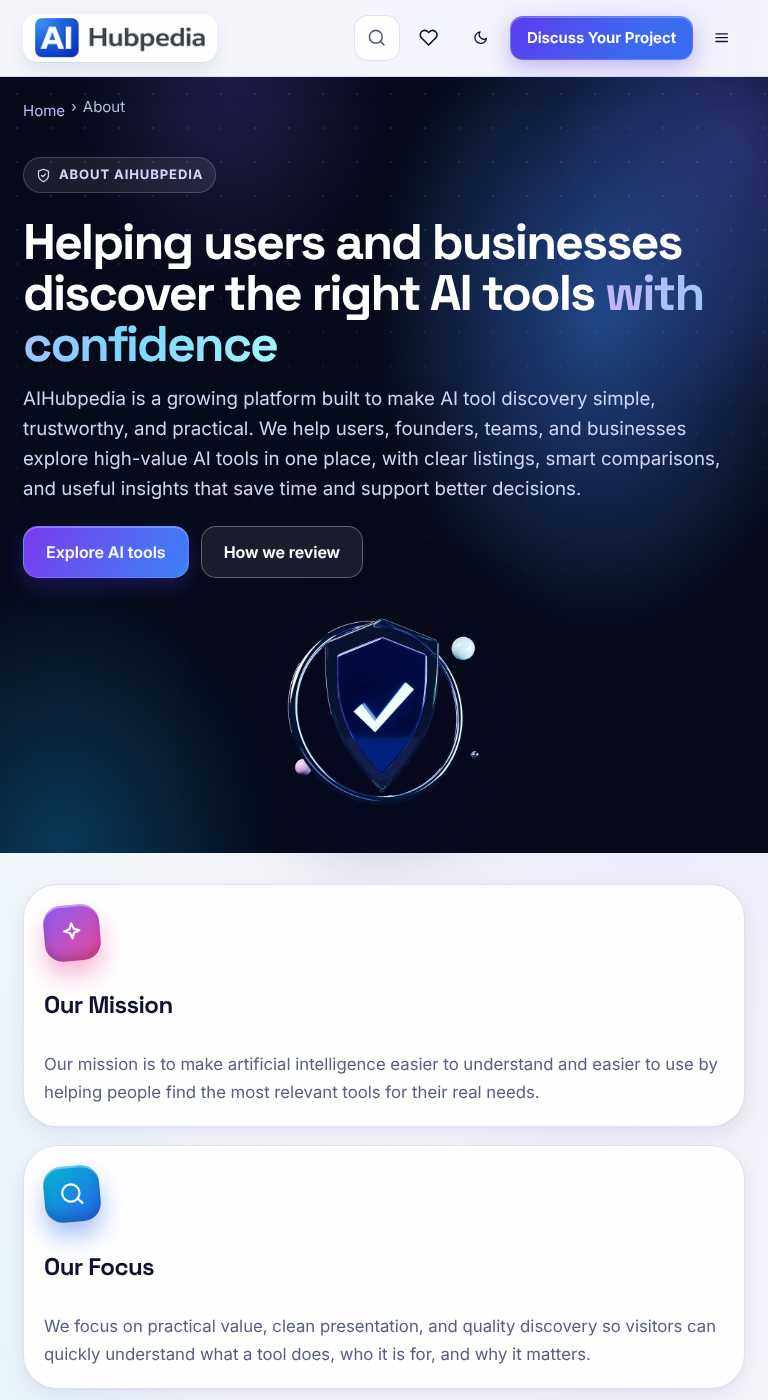 AI Hubpedia
Discuss Your Project
Home › About
ABOUT AIHUBPEDIA
Helping users and businesses
discover the right AI tools with
confidence
AIHubpedia is a growing platform built to make AI tool discovery simple,
trustworthy, and practical. We help users, founders, teams, and businesses
explore high-value AI tools in one place, with clear listings, smart comparisons,
and useful insights that save time and support better decisions.
Explore AI tools
How we review
Our Mission
Our mission is to make artificial intelligence easier to understand and easier to use by
helping people find the most relevant tools for their real needs.
Our Focus
We focus on practical value, clean presentation, and quality discovery so visitors can
quickly understand what a tool does, who it is for, and why it matters.